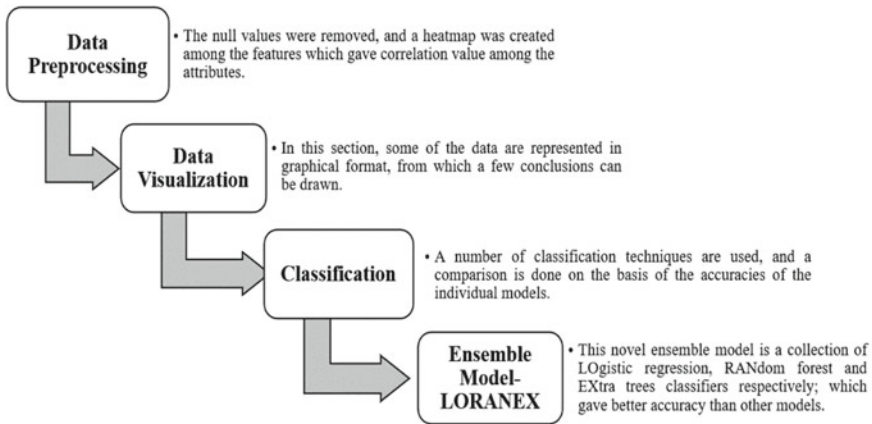 Data
Preprocessing
• The null values were removed, and a heatmap was created
among the features which gave correlation value among the
attributes.
Data
Visualization
• In this section, some of the data are represented in
graphical format, from which a few conclusions can
be drawn.
Classification
• A number of classification techniques are used, and a
comparison is done on the basis of the accuracies of the
individual models.
Ensemble
Model-
LORANEX
• This novel ensemble model is a collection of
LOgistic regression, RANdom forest and
EXtra trees classifiers respectively; which
gave better accuracy than other models.